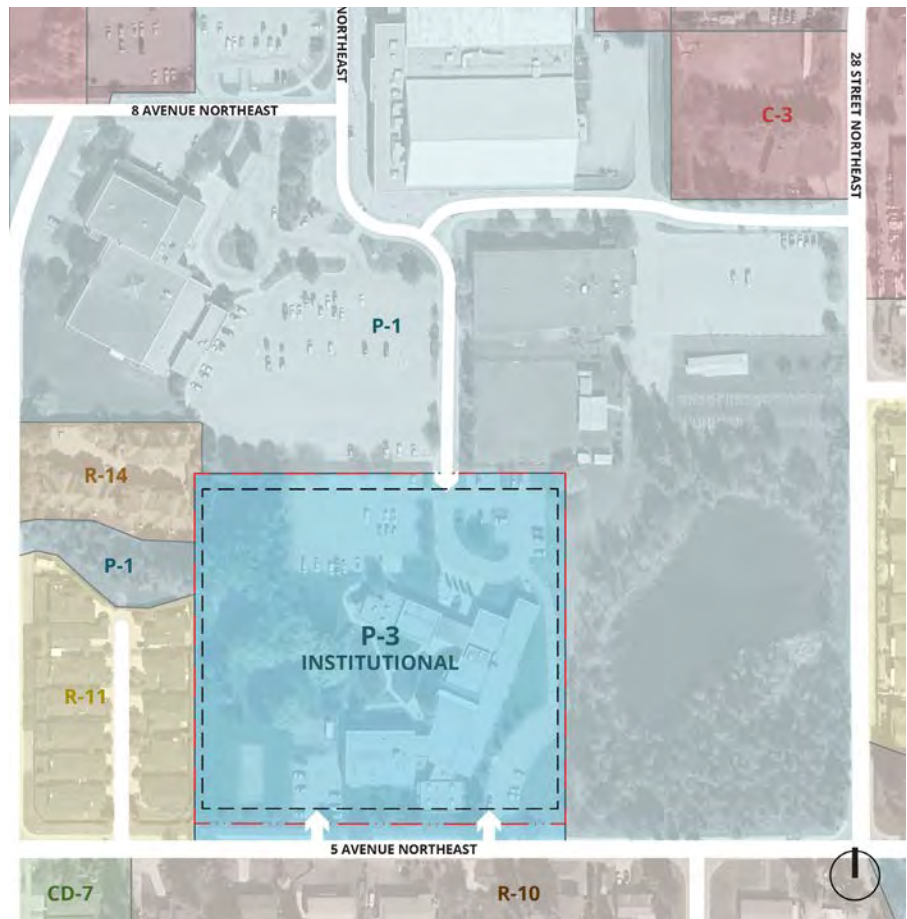 NORTHEAST
8 AVENUE NORTHEAST
C-3
28 STREET NORTHEAST
P-1
R-14
P-1
P-3
INSTITUTIONAL
R-11
5 AVENUE NORTHEAST
CD-7
R-10